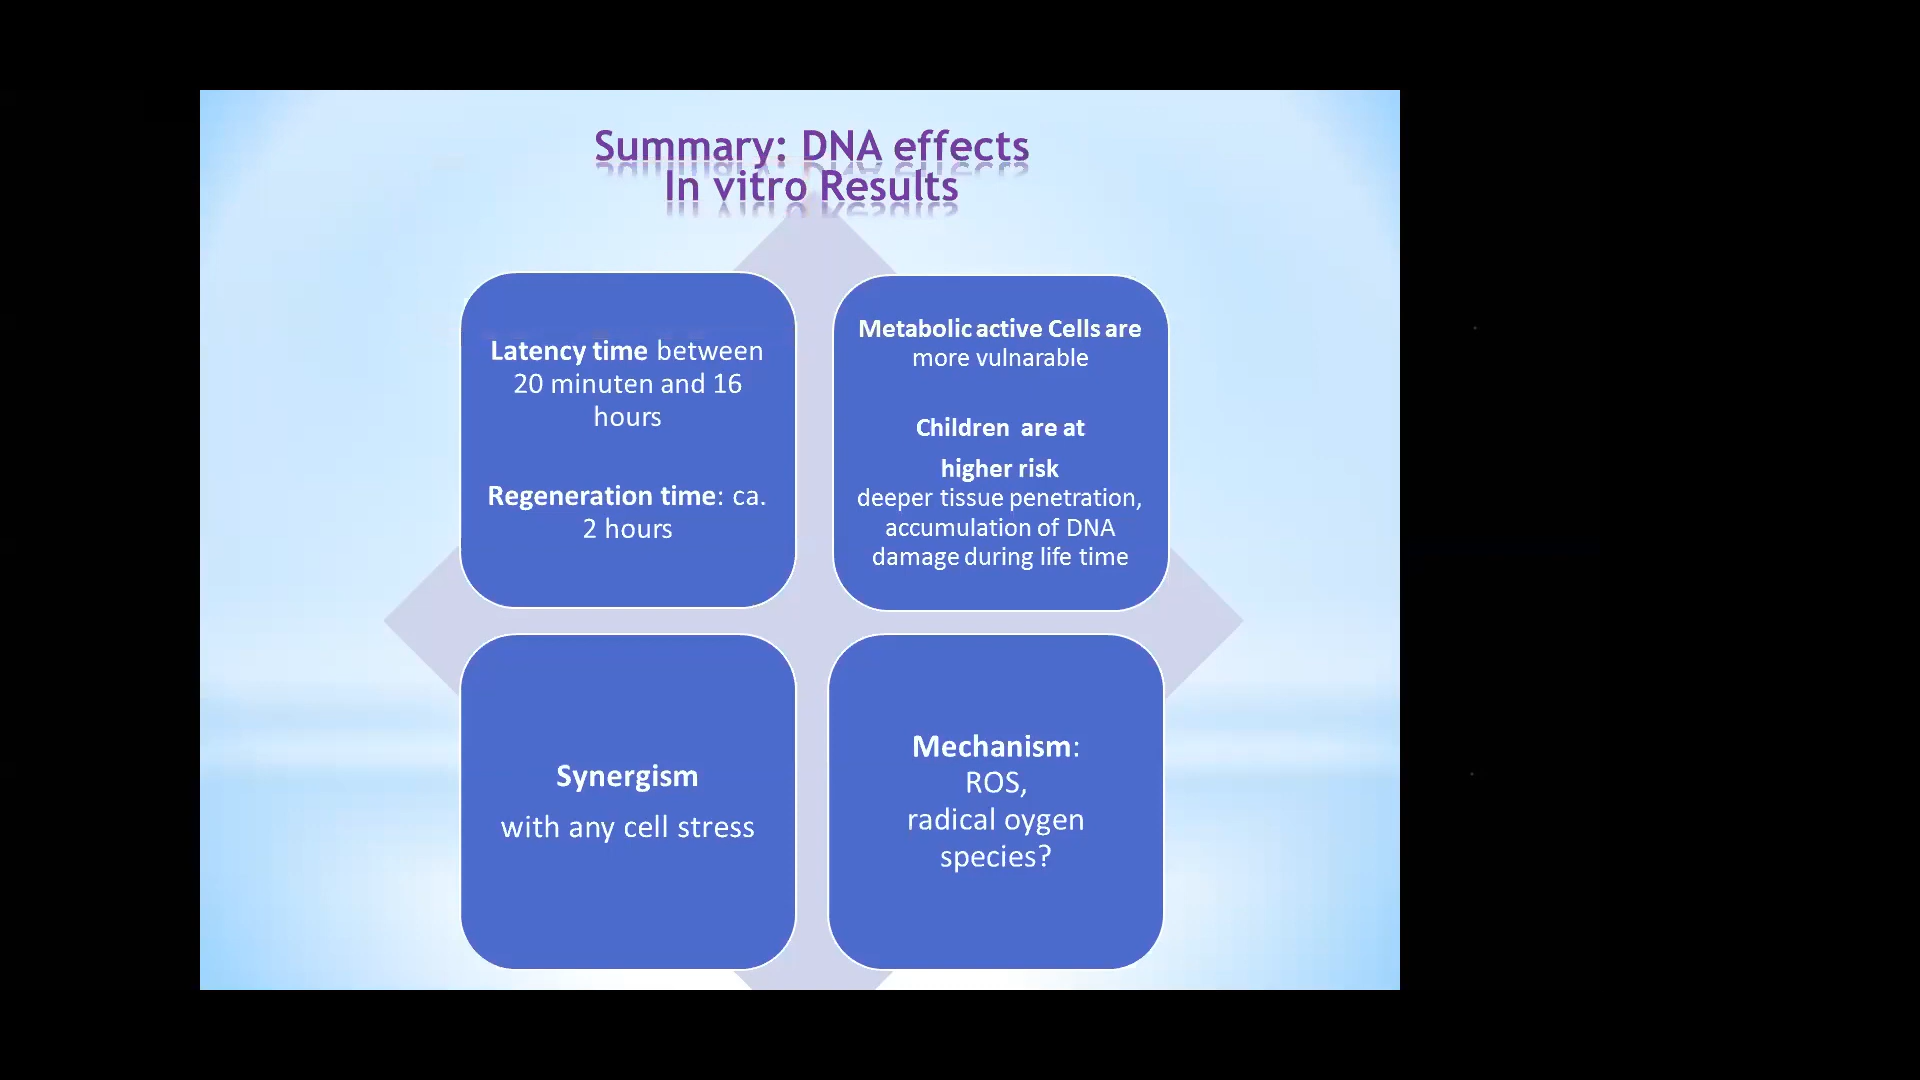 Summary: DNA effects
In vitro Results
Latency time between
20 minuten and 16
hours
Regeneration time: ca.
2 hours
Metabolic active Cells are
more vulnarable
Children are at
higher risk
deeper tissue penetration,
accumulation of DNA
damage during life time
Synergism
with any cell stress
Mechanism:
ROS,
radical oygen
species?